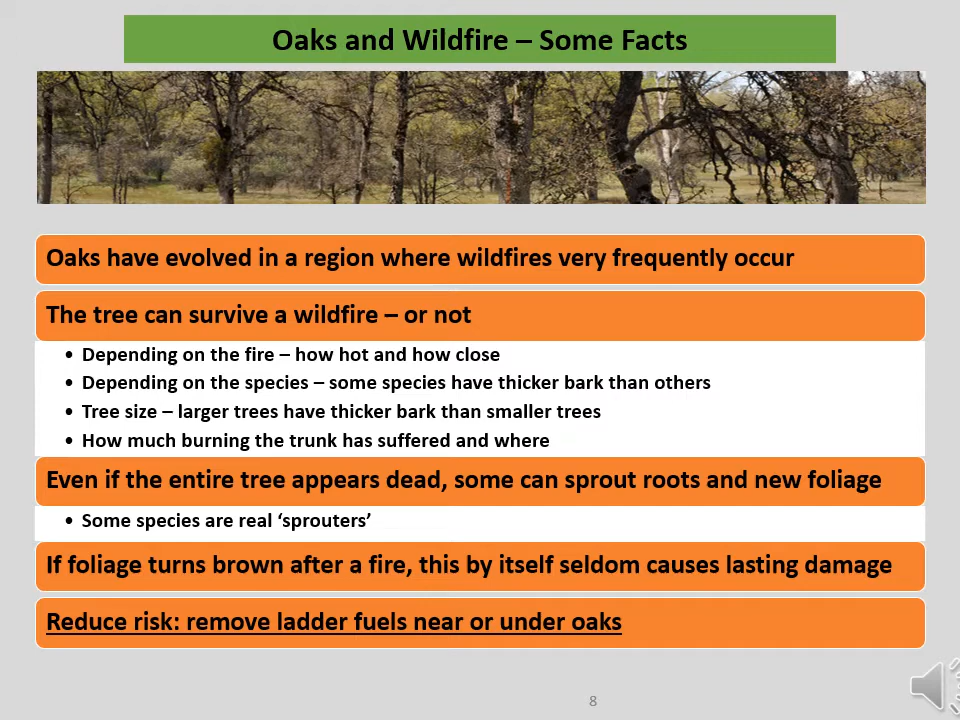 Oaks and Wildfire – Some Facts
Oaks have evolved in a region where wildfires very frequently occur
The tree can survive a wildfire – or not
• Depending on the fire – how hot and how close
• Depending on the species – some species have thicker bark than others
• Tree size – larger trees have thicker bark than smaller trees
• How much burning the trunk has suffered and where
Even if the entire tree appears dead, some can sprout roots and new foliage
• Some species are real ‘sprouters’
If foliage turns brown after a fire, this by itself seldom causes lasting damage
Reduce risk: remove ladder fuels near or under oaks
8